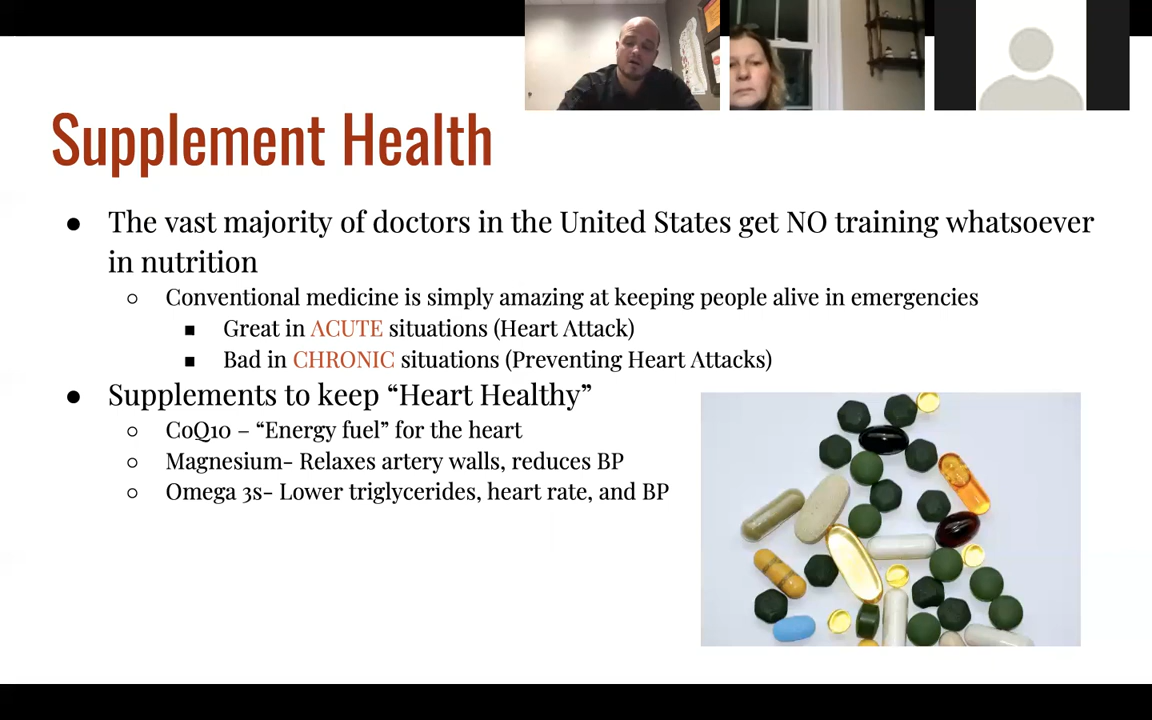 Supplement Health
● The vast majority of doctors in the United States get NO training whatsoever
in nutrition
○ Conventional medicine is simply amazing at keeping people alive in emergencies
■ Great in ACUTE situations (Heart Attack)
■ Bad in CHRONIC situations (Preventing Heart Attacks)
● Supplements to keep “Heart Healthy”
○ CoQ10 – “Energy fuel” for the heart
○ Magnesium- Relaxes artery walls, reduces BP
○ Omega 3s- Lower triglycerides, heart rate, and BP